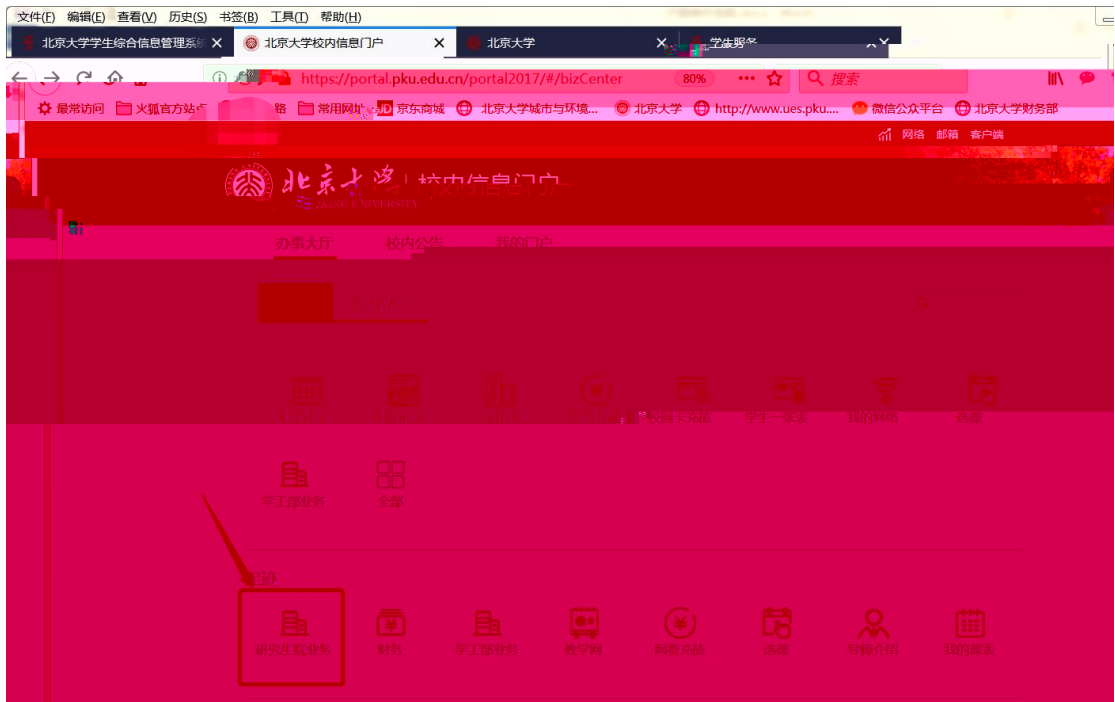 文件(F) 编辑(E) 查看(V) 历史(S) 书签(B) 工具(T) 帮助(H)
北京大学学生综合信息管理系统 北京大学校内信息门户 北京大学 学生服务
https://portal.pku.edu.cn/portal2017/#/bizCenter 80% 搜索
最常访问 火狐官方站点 常用网址 JD 京东商城 北京大学城市与环境... 北京大学 http://www.ues.pku.... 微信公众平台 北京大学财务部
网络 邮箱 客户端
北京大学 校内信息门户
UNIVERSITY
办事大厅 校内公告 我的门户
校园卡充值 学生一张表 我的网络 选课
学工部业务 全部
足迹
研究生院业务 财务 学工部业务 教学网 网费充值 选课 导师介绍 我的课表